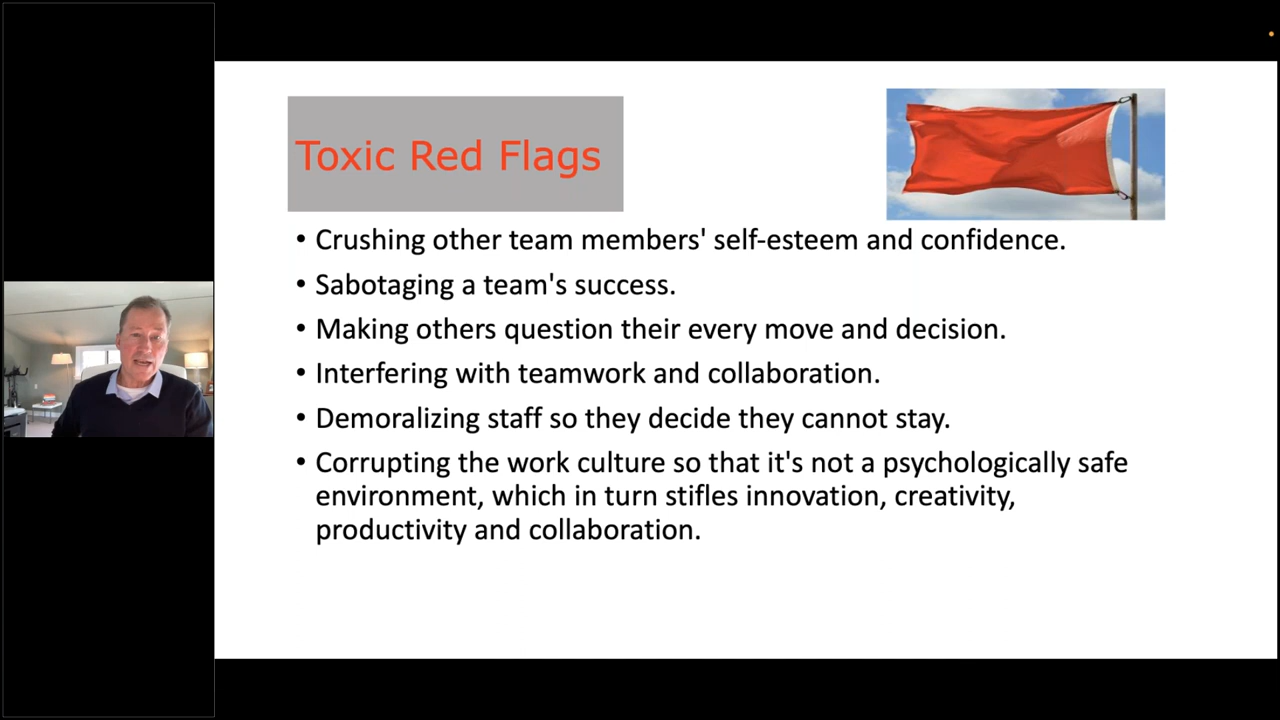 Toxic Red Flags
• Crushing other team members' self-esteem and confidence.
• Sabotaging a team's success.
• Making others question their every move and decision.
• Interfering with teamwork and collaboration.
• Demoralizing staff so they decide they cannot stay.
• Corrupting the work culture so that it's not a psychologically safe
environment, which in turn stifles innovation, creativity,
productivity and collaboration.